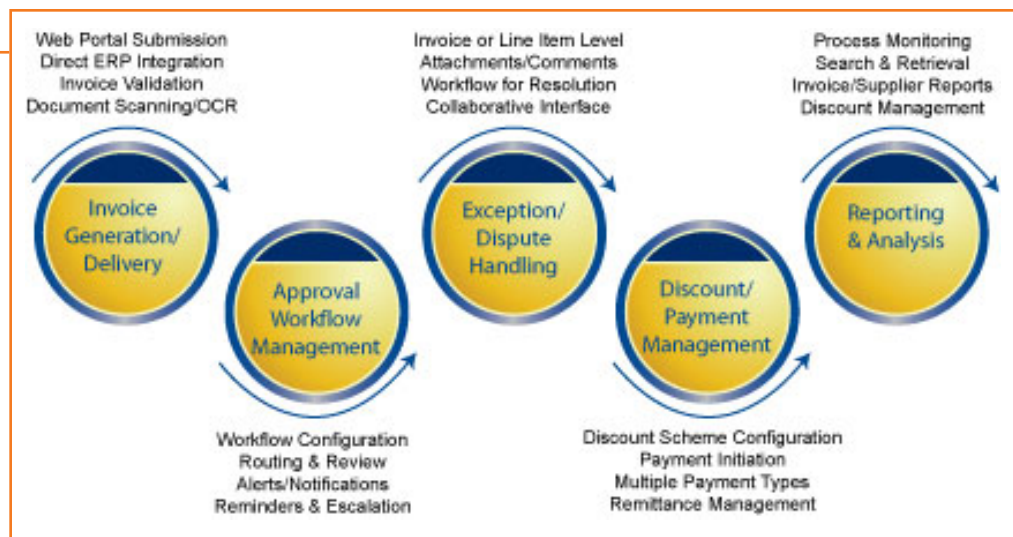 Web Portal Submission
Direct ERP Integration
Invoice Validation
Document Scanning/OCR
Invoice
Generation/
Delivery
Approval
Workflow
Management
Workflow Configuration
Routing & Review
Alerts/Notifications
Reminders & Escalation
Invoice or Line Item Level
Attachments/Comments
Workflow for Resolution
Collaborative Interface
Exception/
Dispute
Handling
Discount/
Payment
Management
Discount Scheme Configuration
Payment Initiation
Multiple Payment Types
Remittance Management
Process Monitoring
Search & Retrieval
Invoice/Supplier Reports
Discount Management
Reporting
& Analysis